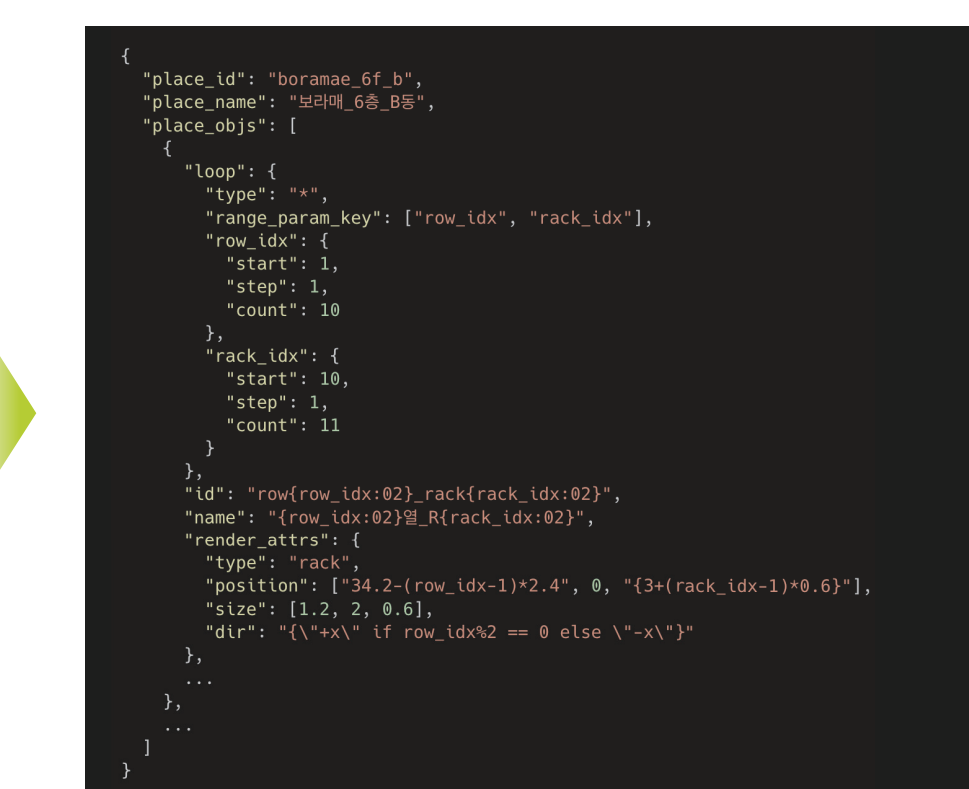 {
  "place_id": "boramae_6f_b",
  "place_name": "보라매_6층_B동",
  "place_objs": [
    {
      "loop": {
        "type": "*",
        "range_param_key": ["row_idx", "rack_idx"],
        "row_idx": {
          "start": 1,
          "step": 1,
          "count": 10
        },
        "rack_idx": {
          "start": 10,
          "step": 1,
          "count": 11
        }
      },
      "id": "row{row_idx:02}_rack{rack_idx:02}",
      "name": "{row_idx:02}열_R{rack_idx:02}",
      "render_attrs": {
        "type": "rack",
        "position": ["34.2-(row_idx-1)*2.4", 0, "{3+(rack_idx-1)*0.6}"],
        "size": [1.2, 2, 0.6],
        "dir": "{\"+x\" if row_idx%2 == 0 else \"-x\"}"
      },
      ...
    },
    ...
  ]
}